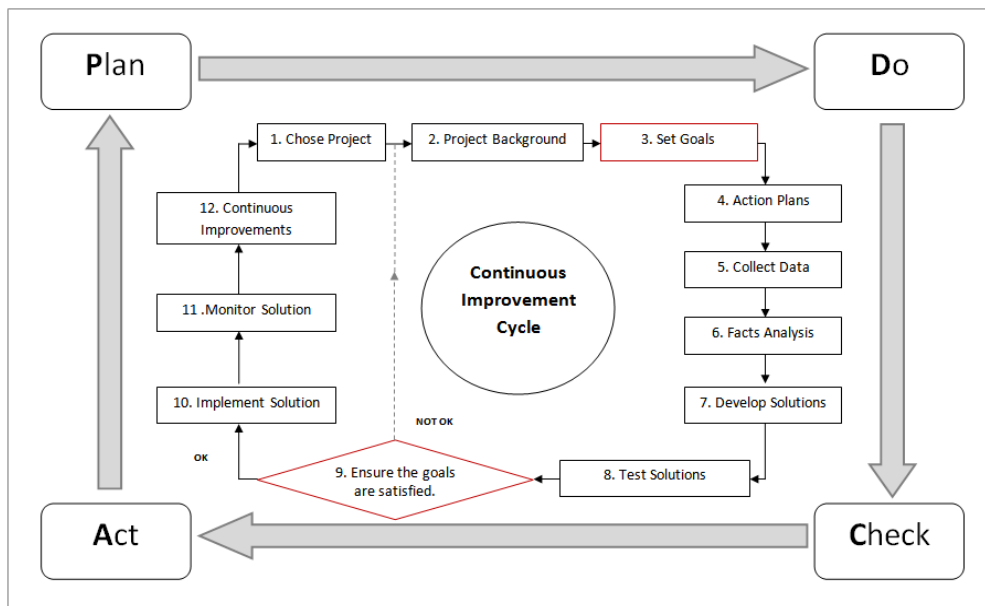 Plan
Do
1. Chose Project
2. Project Background
3. Set Goals
4. Action Plans
12. Continuous
Improvements
5. Collect Data
Continuous
Improvement
Cycle
11 .Monitor Solution
6. Facts Analysis
10. Implement Solution
7. Develop Solutions
NOT OK
OK
9. Ensure the goals
are satisfied.
8. Test Solutions
Act
Check